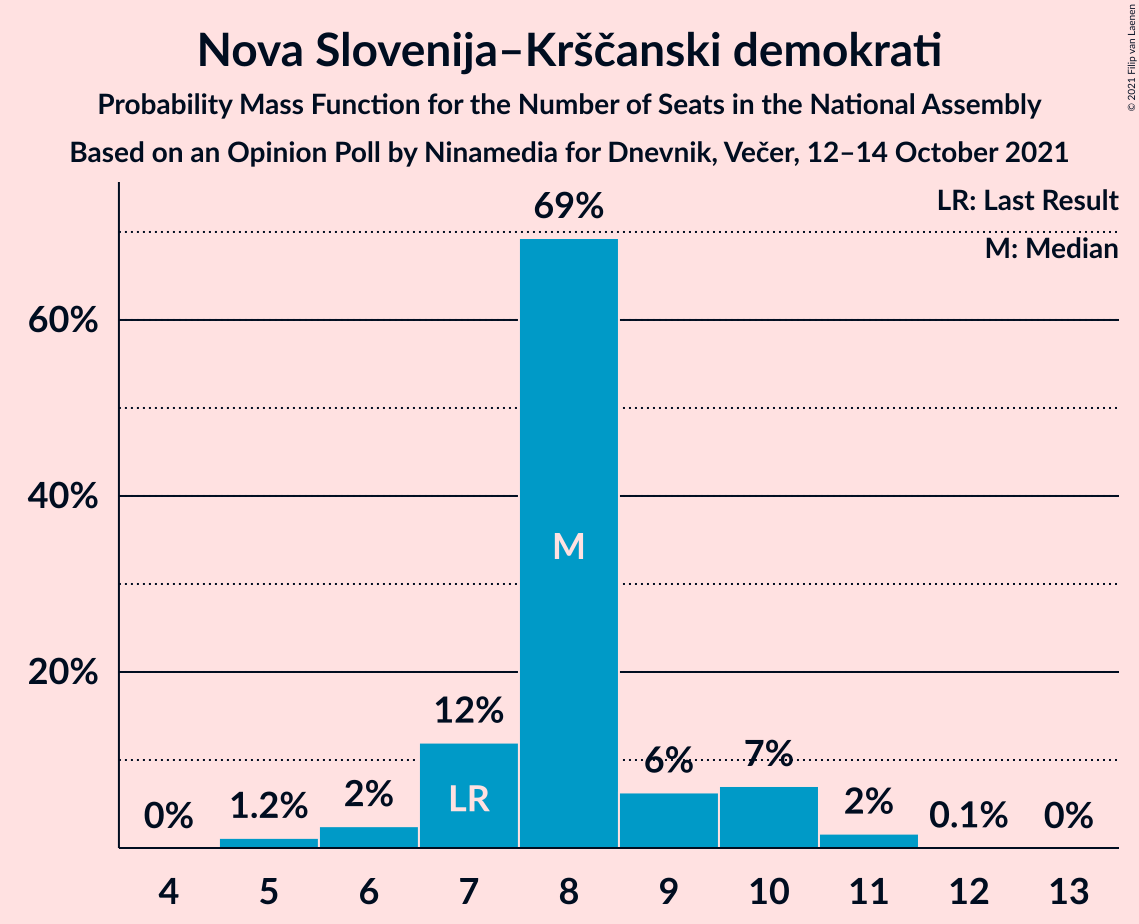 Nova Slovenija–Krščanski demokrati
Probability Mass Function for the Number of Seats in the National Assembly
Based on an Opinion Poll by Ninamedia for Dnevnik, Večer, 12–14 October 2021
© 2021 Filip van Laenen
LR: Last Result
M: Median
60%
40%
20%
0%
1.2%
2%
12%
69%
6%
7%
2%
0.1%
0%
LR
M
4 5 6 7 8 9 10 11 12 13